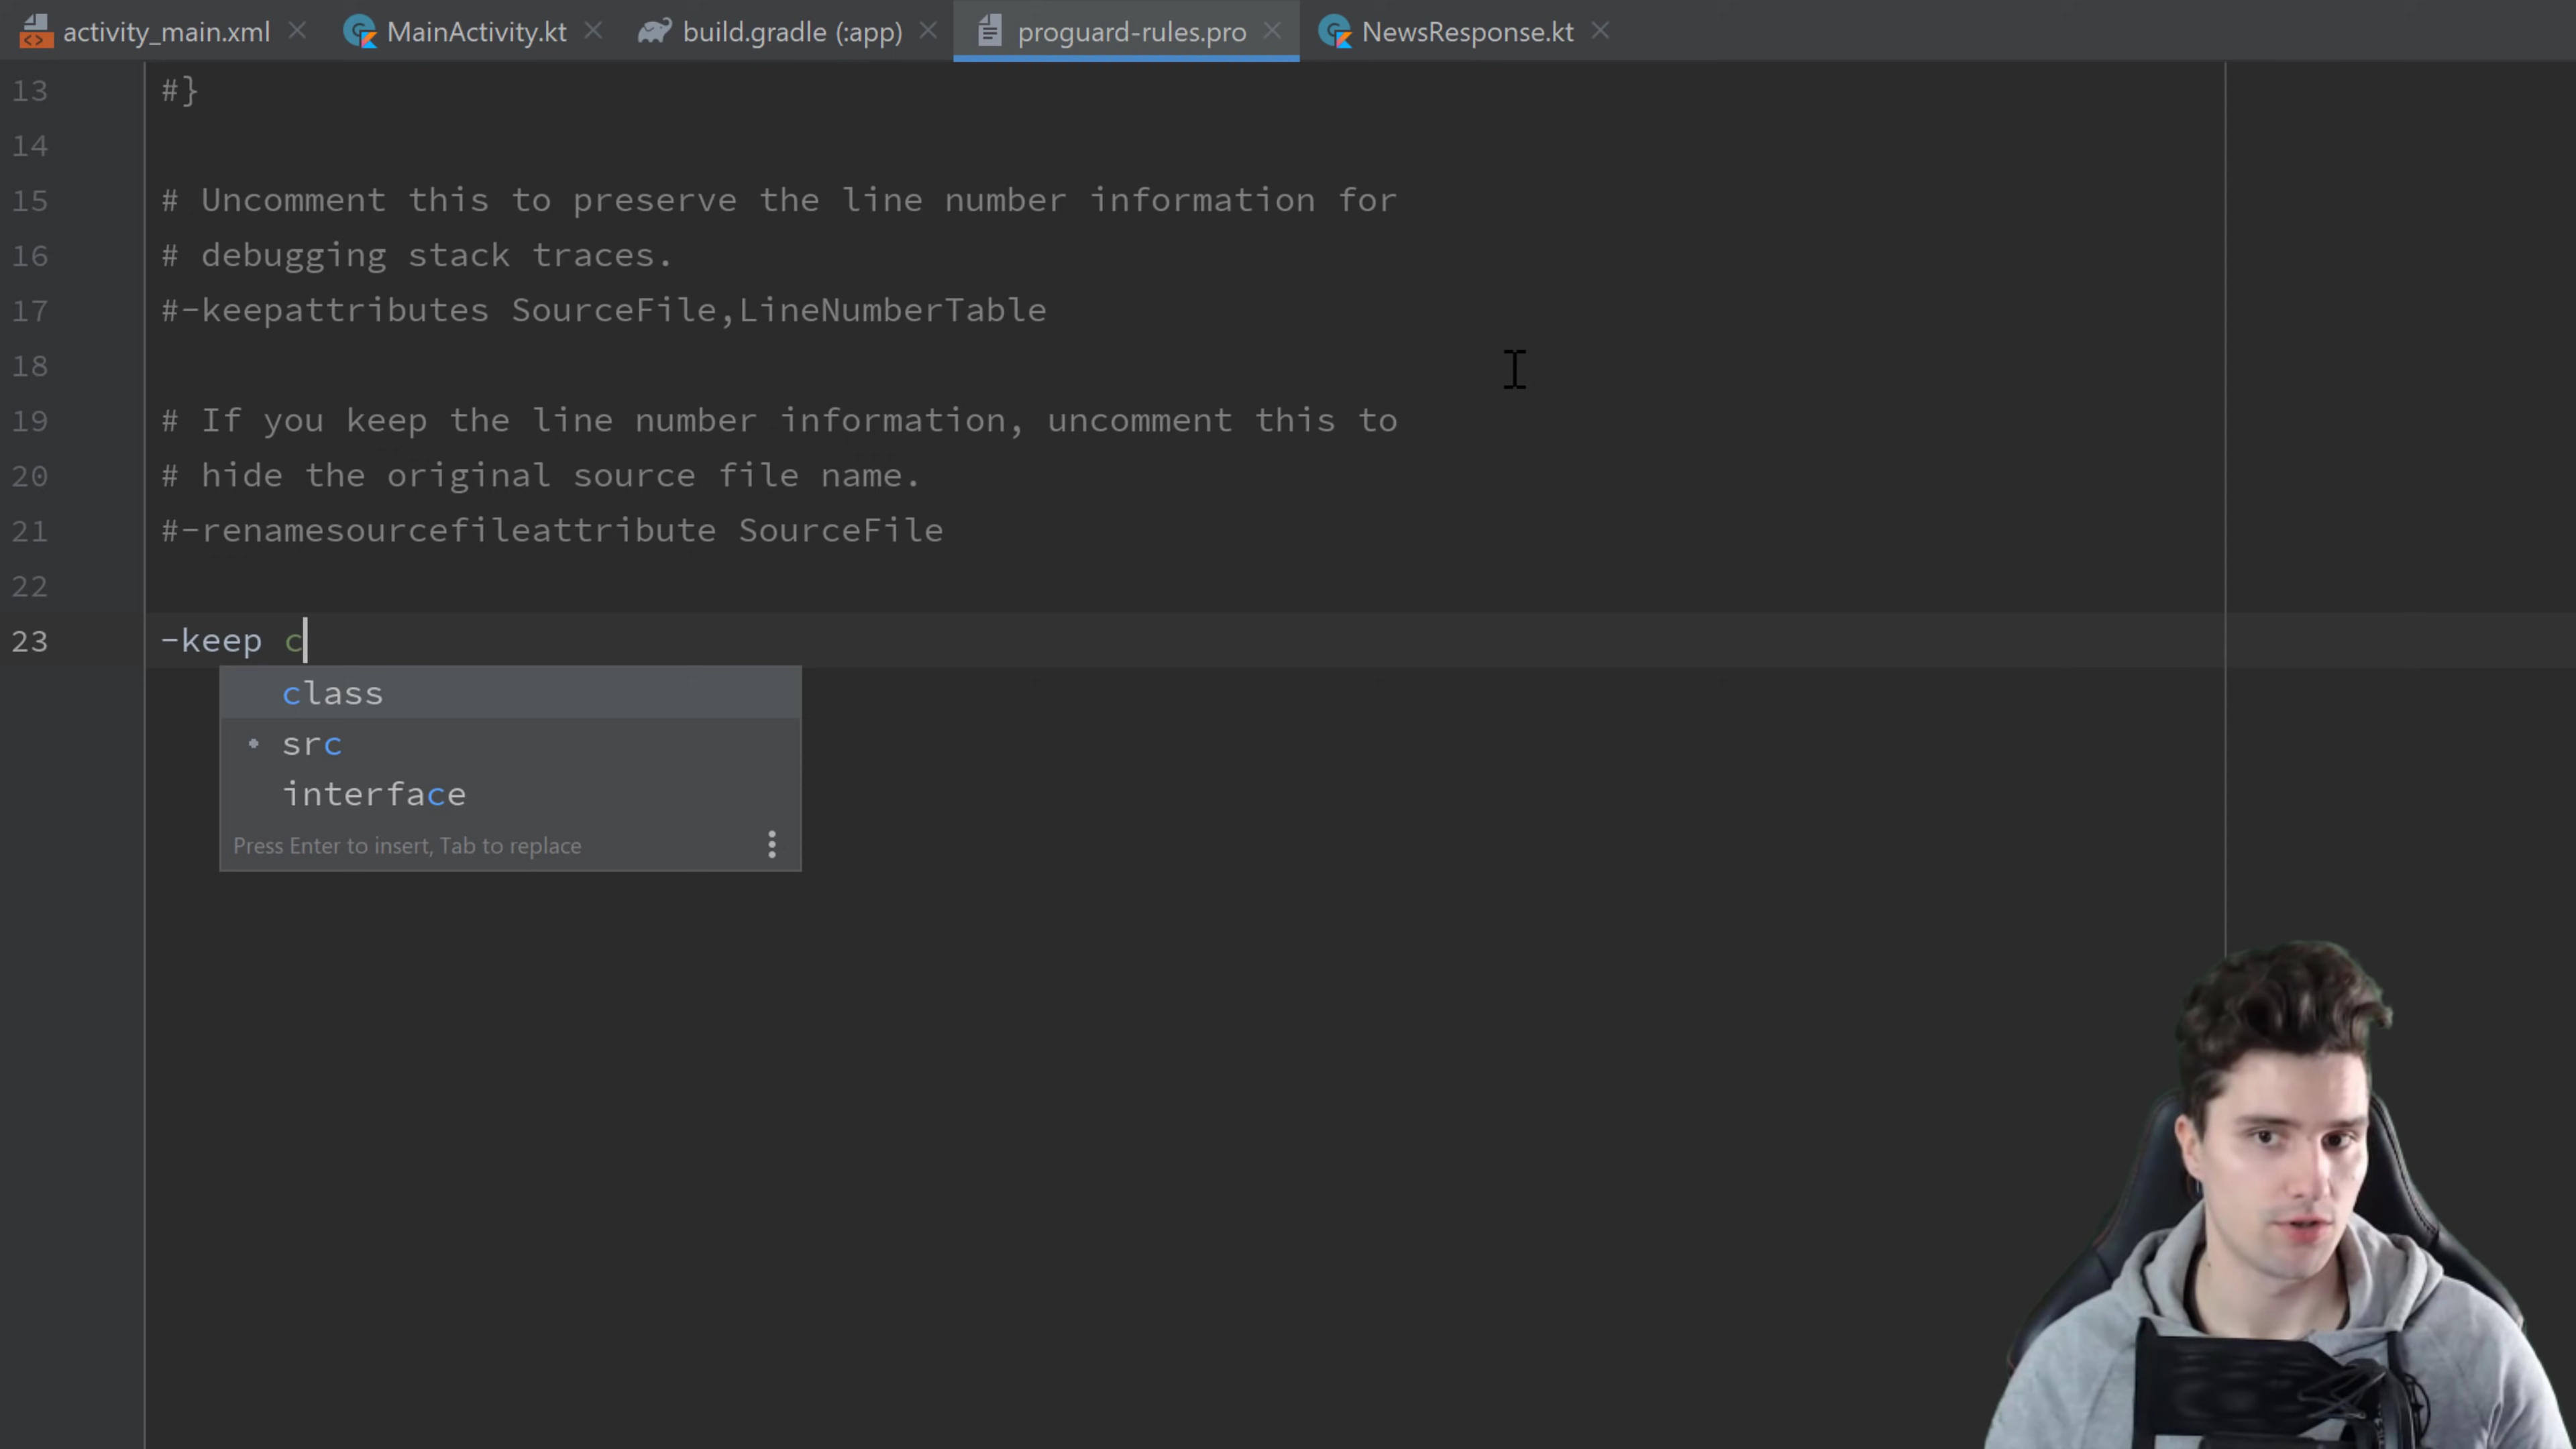 activity_main.xml MainActivity.kt build.gradle (:app) proguard-rules.pro NewsResponse.kt
13 #}
14
15 # Uncomment this to preserve the line number information for
16 # debugging stack traces.
17 #-keepattributes SourceFile,LineNumberTable
18
19 # If you keep the line number information, uncomment this to
20 # hide the original source file name.
21 #-renamesourcefileattribute SourceFile
22
23 -keep c
class
src
interface
Press Enter to insert, Tab to replace